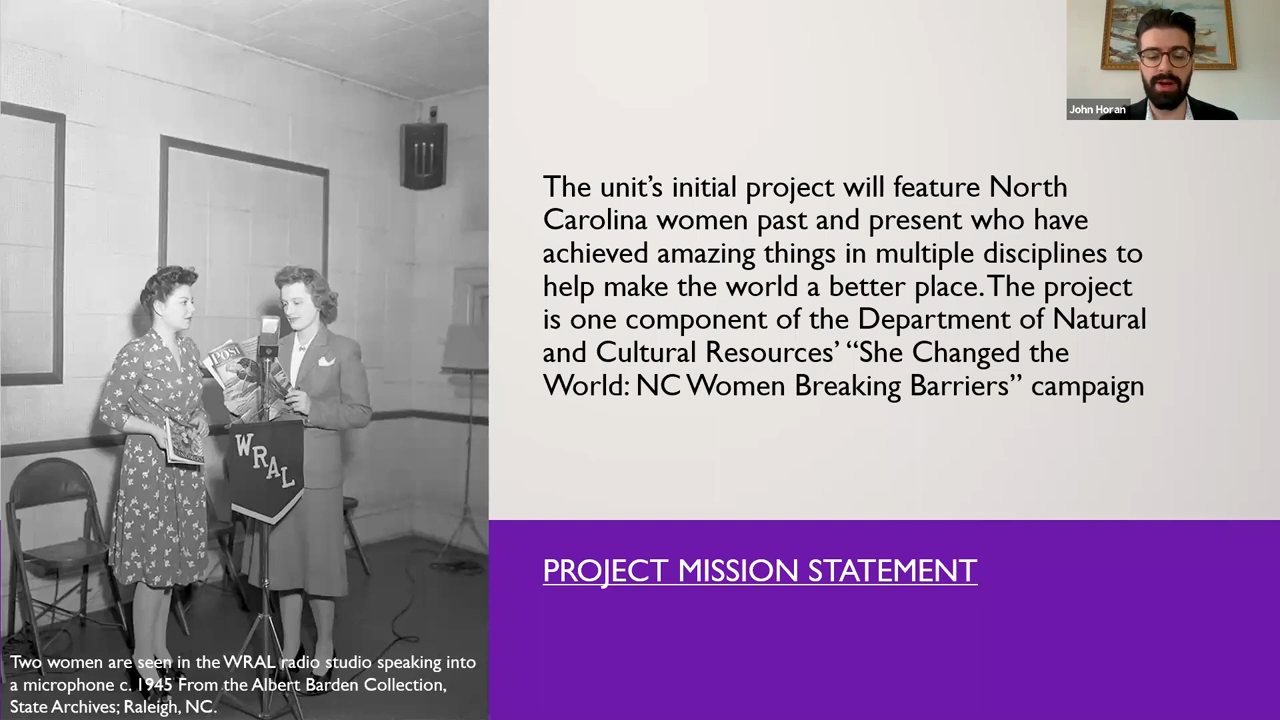 John Horan
The unit's initial project will feature North
Carolina women past and present who have
achieved amazing things in multiple disciplines to
help make the world a better place. The project
is one component of the Department of Natural
and Cultural Resources' “She Changed the
World: NC Women Breaking Barriers” campaign
POST
WRAL
PROJECT MISSION STATEMENT
Two women are seen in the WRAL radio studio speaking into
a microphone c. 1945 From the Albert Barden Collection,
State Archives; Raleigh, NC.